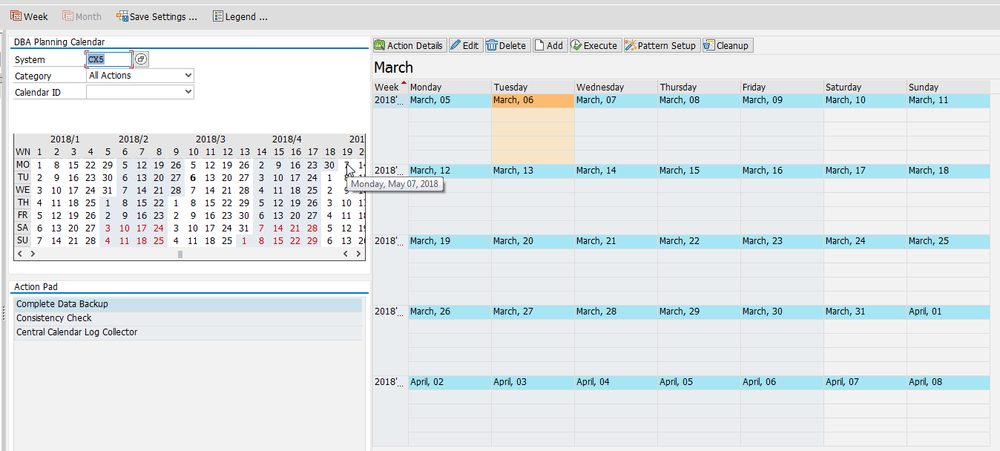 Week Month Save Settings ... Legend ...
DBA Planning Calendar
System CX5
Category All Actions
Calendar ID
2018/1 2018/2 2018/3 2018/4 201
WN 1 2 3 4 5 6 7 8 9 10 11 12 13 14 15 16 17 18 19 2
MO 1 8 15 22 29 5 12 19 26 5 12 19 26 2 9 16 23 30 7 14
TU 2 9 16 23 30 6 13 20 27 6 13 20 27 3 10 17 24 1 8
WE 3 10 17 24 31 7 14 21 28 7 14 21 28 4 11 18 25 2 9
TH 4 11 18 25 1 8 15 22 1 8 15 22 29 5 12 19 26 3 10 1
FR 5 12 19 26 2 9 16 23 2 9 16 23 30 6 13 20 27 4 11 18
SA 6 13 20 27 3 10 17 24 3 10 17 24 31 7 14 21 28 5 12 19
SU 7 14 21 28 4 11 18 25 4 11 18 25 1 8 15 22 29 6 13 20
Monday, May 07, 2018
Action Pad
Complete Data Backup
Consistency Check
Central Calendar Log Collector
Action Details Edit Delete Add Execute Pattern Setup Cleanup
March
Week Monday Tuesday Wednesday Thursday Friday Saturday Sunday
2018'... March, 05 March, 06 March, 07 March, 08 March, 09 March, 10 March, 11
2018'... March, 12 March, 13 March, 14 March, 15 March, 16 March, 17 March, 18
2018'... March, 19 March, 20 March, 21 March, 22 March, 23 March, 24 March, 25
2018'... March, 26 March, 27 March, 28 March, 29 March, 30 March, 31 April, 01
2018'... April, 02 April, 03 April, 04 April, 05 April, 06 April, 07 April, 08